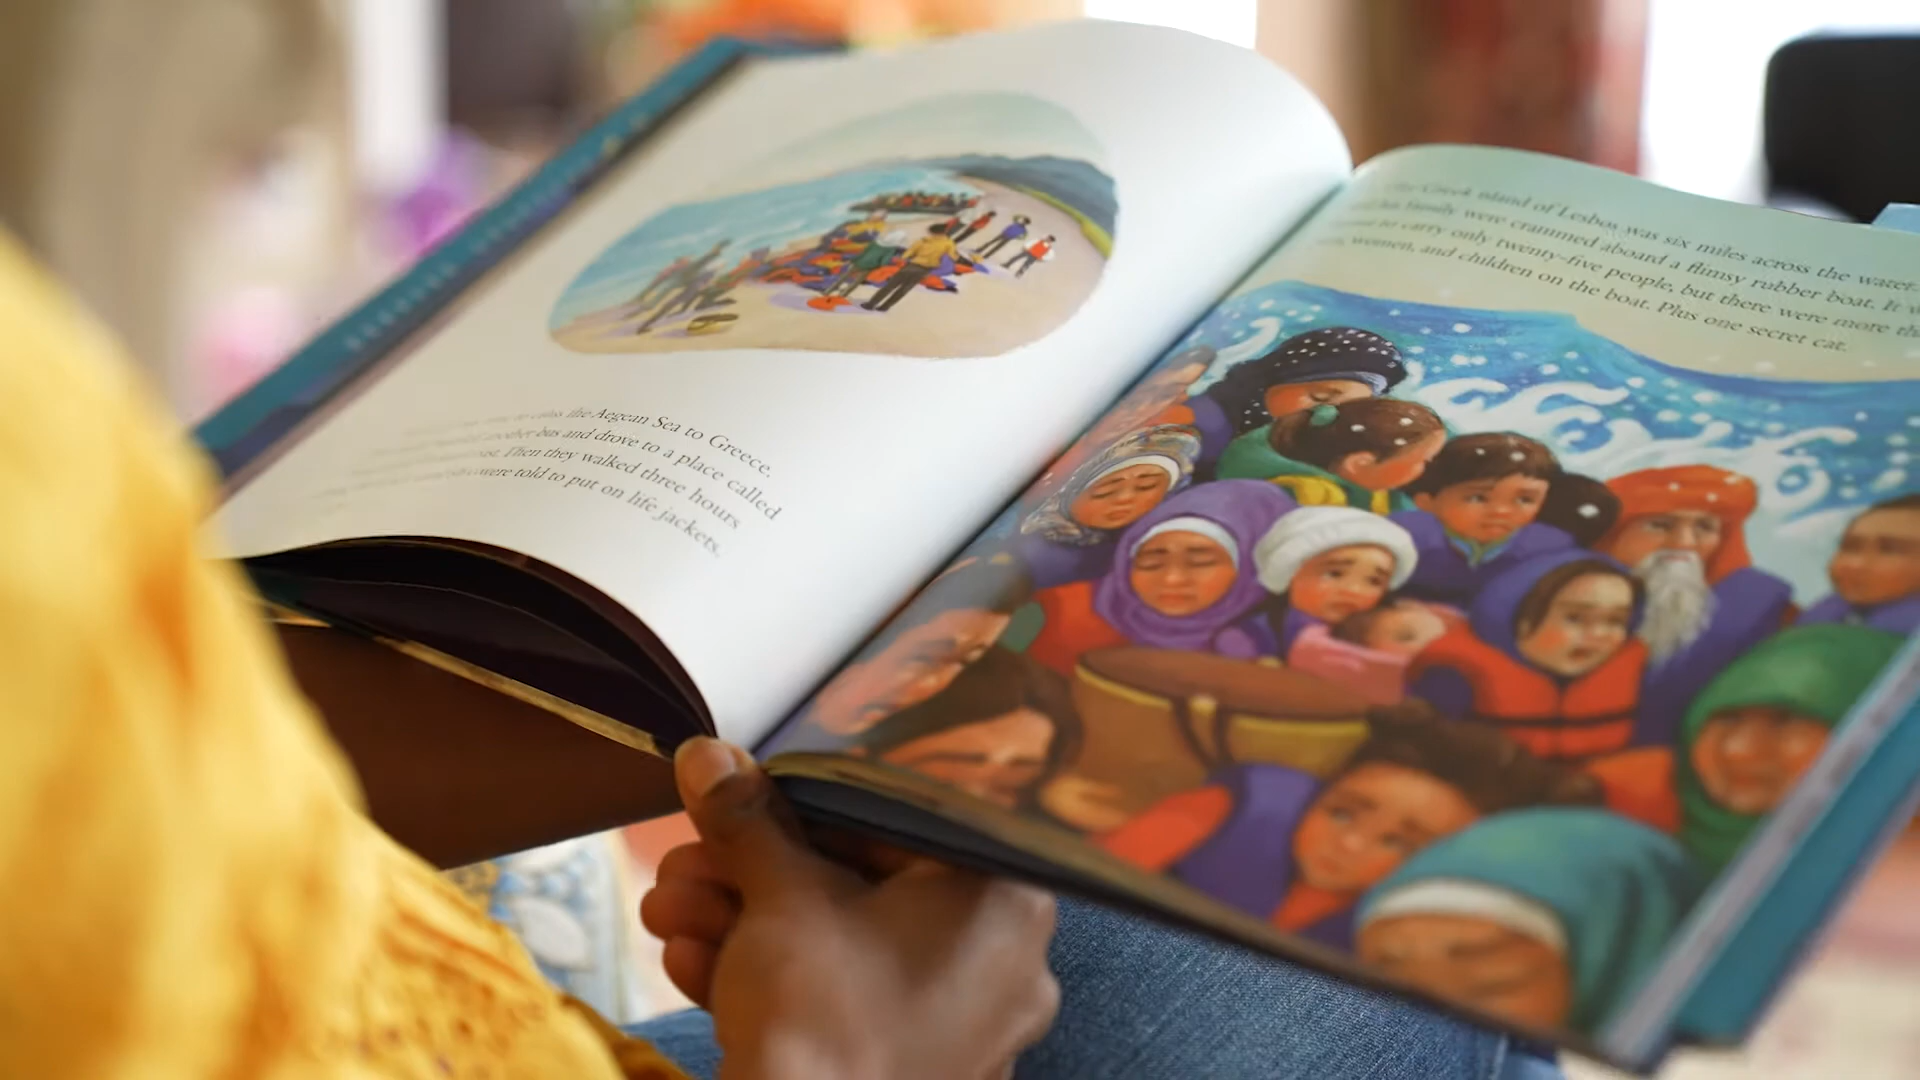 the Aegean Sea to Greece.
another bus and drove to a place called
Then they walked three hours
were told to put on life jackets.
Greek island of Lesbos was six miles across the water.
his family were crammed aboard a flimsy rubber boat. It
to carry only twenty-five people, but there were more
women, and children on the boat. Plus one secret cat.